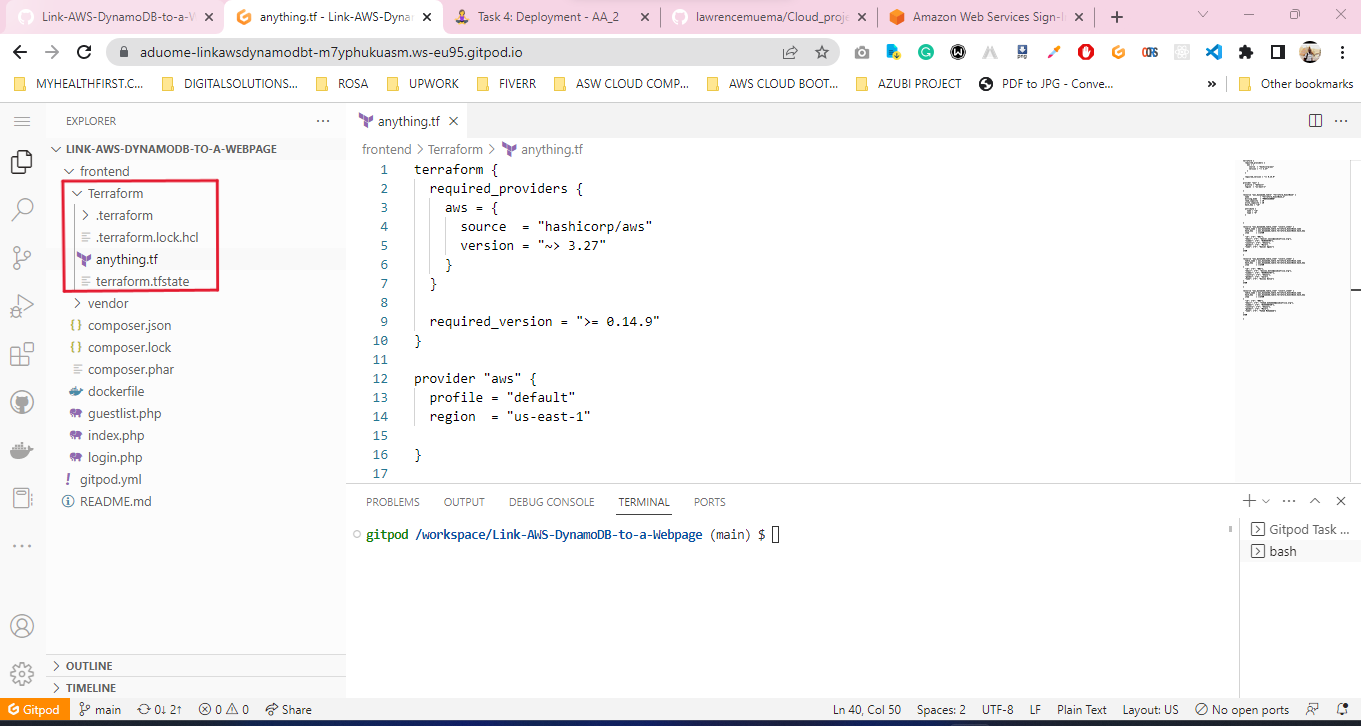 Link-AWS-DynamoDB-to-a-W
anything.tf - Link-AWS-Dynam
Task 4: Deployment - AA_2
lawrencemuema/Cloud_proje
Amazon Web Services Sign-I
aduome-linkawsdynamodbt-m7yphukuasm.ws-eu95.gitpod.io
MYHEALTHFIRST.C...
DIGITALSOLUTIONS...
ROSA
UPWORK
FIVERR
ASW CLOUD COMP...
AWS CLOUD BOOT...
AZUBI PROJECT
PDF to JPG - Conve...
»
Other bookmarks
EXPLORER
LINK-AWS-DYNAMODB-TO-A-WEBPAGE
frontend
Terraform
.terraform
.terraform.lock.hcl
anything.tf
terraform.tfstate
vendor
composer.json
composer.lock
composer.phar
dockerfile
guestlist.php
index.php
login.php
gitpod.yml
README.md
OUTLINE
TIMELINE
anything.tf
frontend > Terraform > anything.tf
1 terraform {
2 required_providers {
3 aws = {
4 source  = "hashicorp/aws"
5 version = "~> 3.27"
6 }
7 }
8
9 required_version = ">= 0.14.9"
10 }
11
12 provider "aws" {
13 profile = "default"
14 region  = "us-east-1"
15
16 }
17
PROBLEMS OUTPUT DEBUG CONSOLE TERMINAL PORTS
gitpod /workspace/Link-AWS-DynamoDB-to-a-Webpage (main) $
Gitpod Task ...
bash
Gitpod main 0↓ 2↑ 0 0 Share
Ln 40, Col 50 Spaces: 2 UTF-8 LF Plain Text Layout: US No open ports